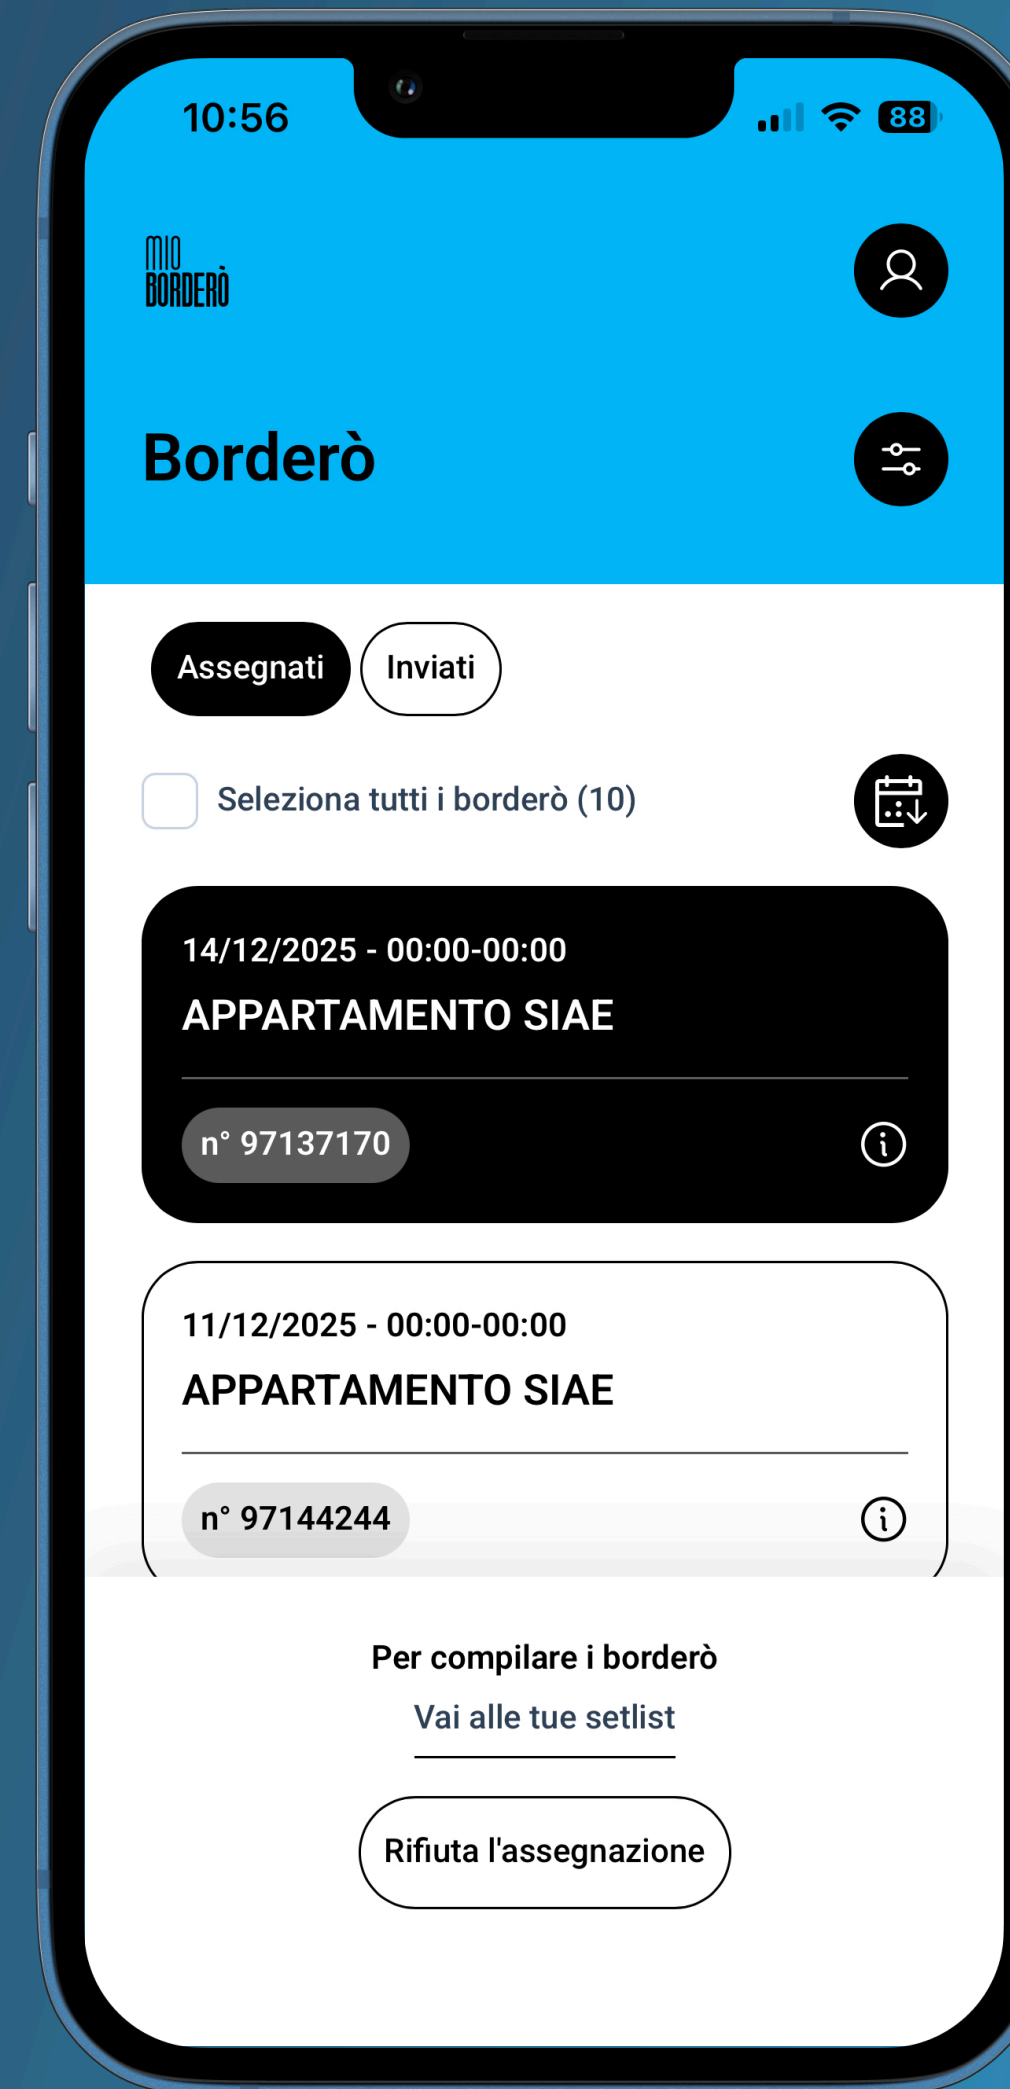 10:56
88
MIO
BORDERÒ
Borderò
Assegnati
Inviati
Seleziona tutti i borderò (10)
14/12/2025 - 00:00-00:00
APPARTAMENTO SIAE
n° 97137170
11/12/2025 - 00:00-00:00
APPARTAMENTO SIAE
n° 97144244
Per compilare i borderò
Vai alle tue setlist
Rifiuta l'assegnazione